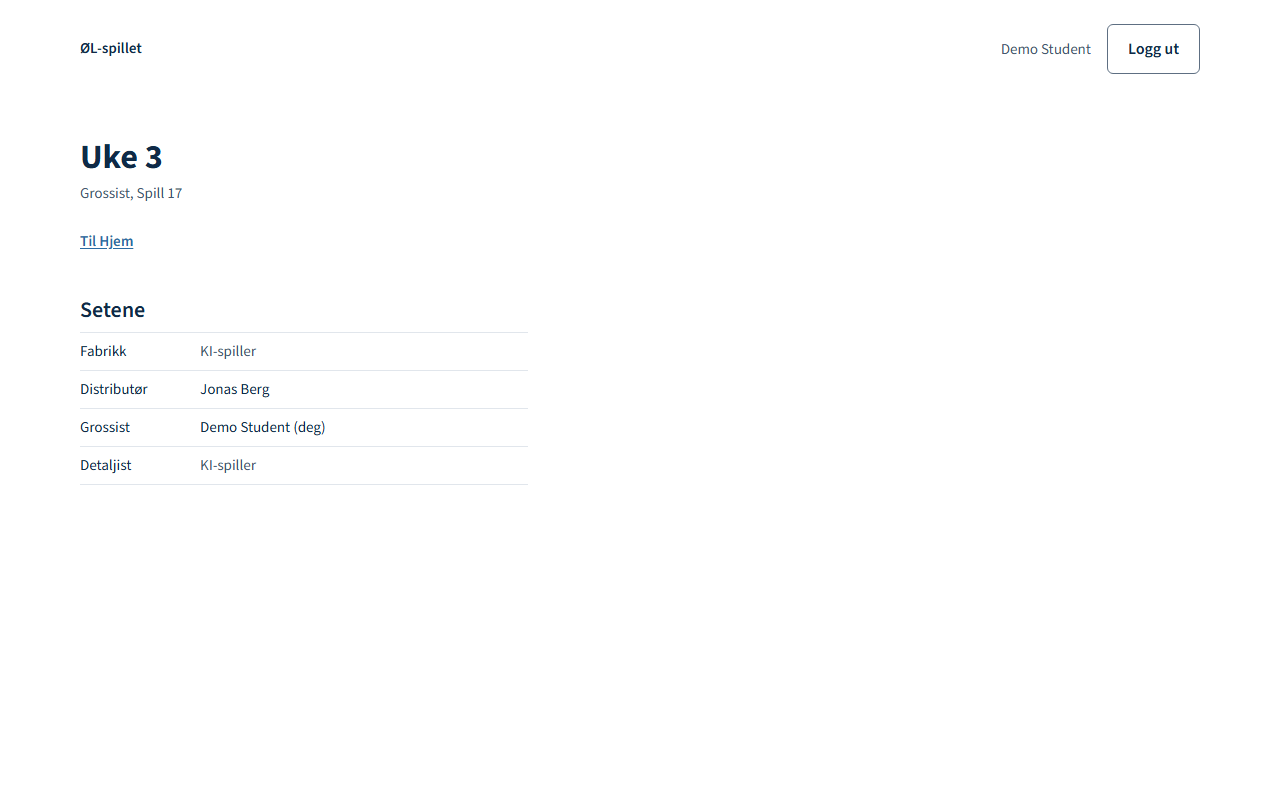 ØL-spillet
Demo Student
Logg ut
Uke 3
Grossist, Spill 17
Til Hjem
Setene
Fabrikk KI-spiller
Distributør Jonas Berg
Grossist Demo Student (deg)
Detaljist KI-spiller